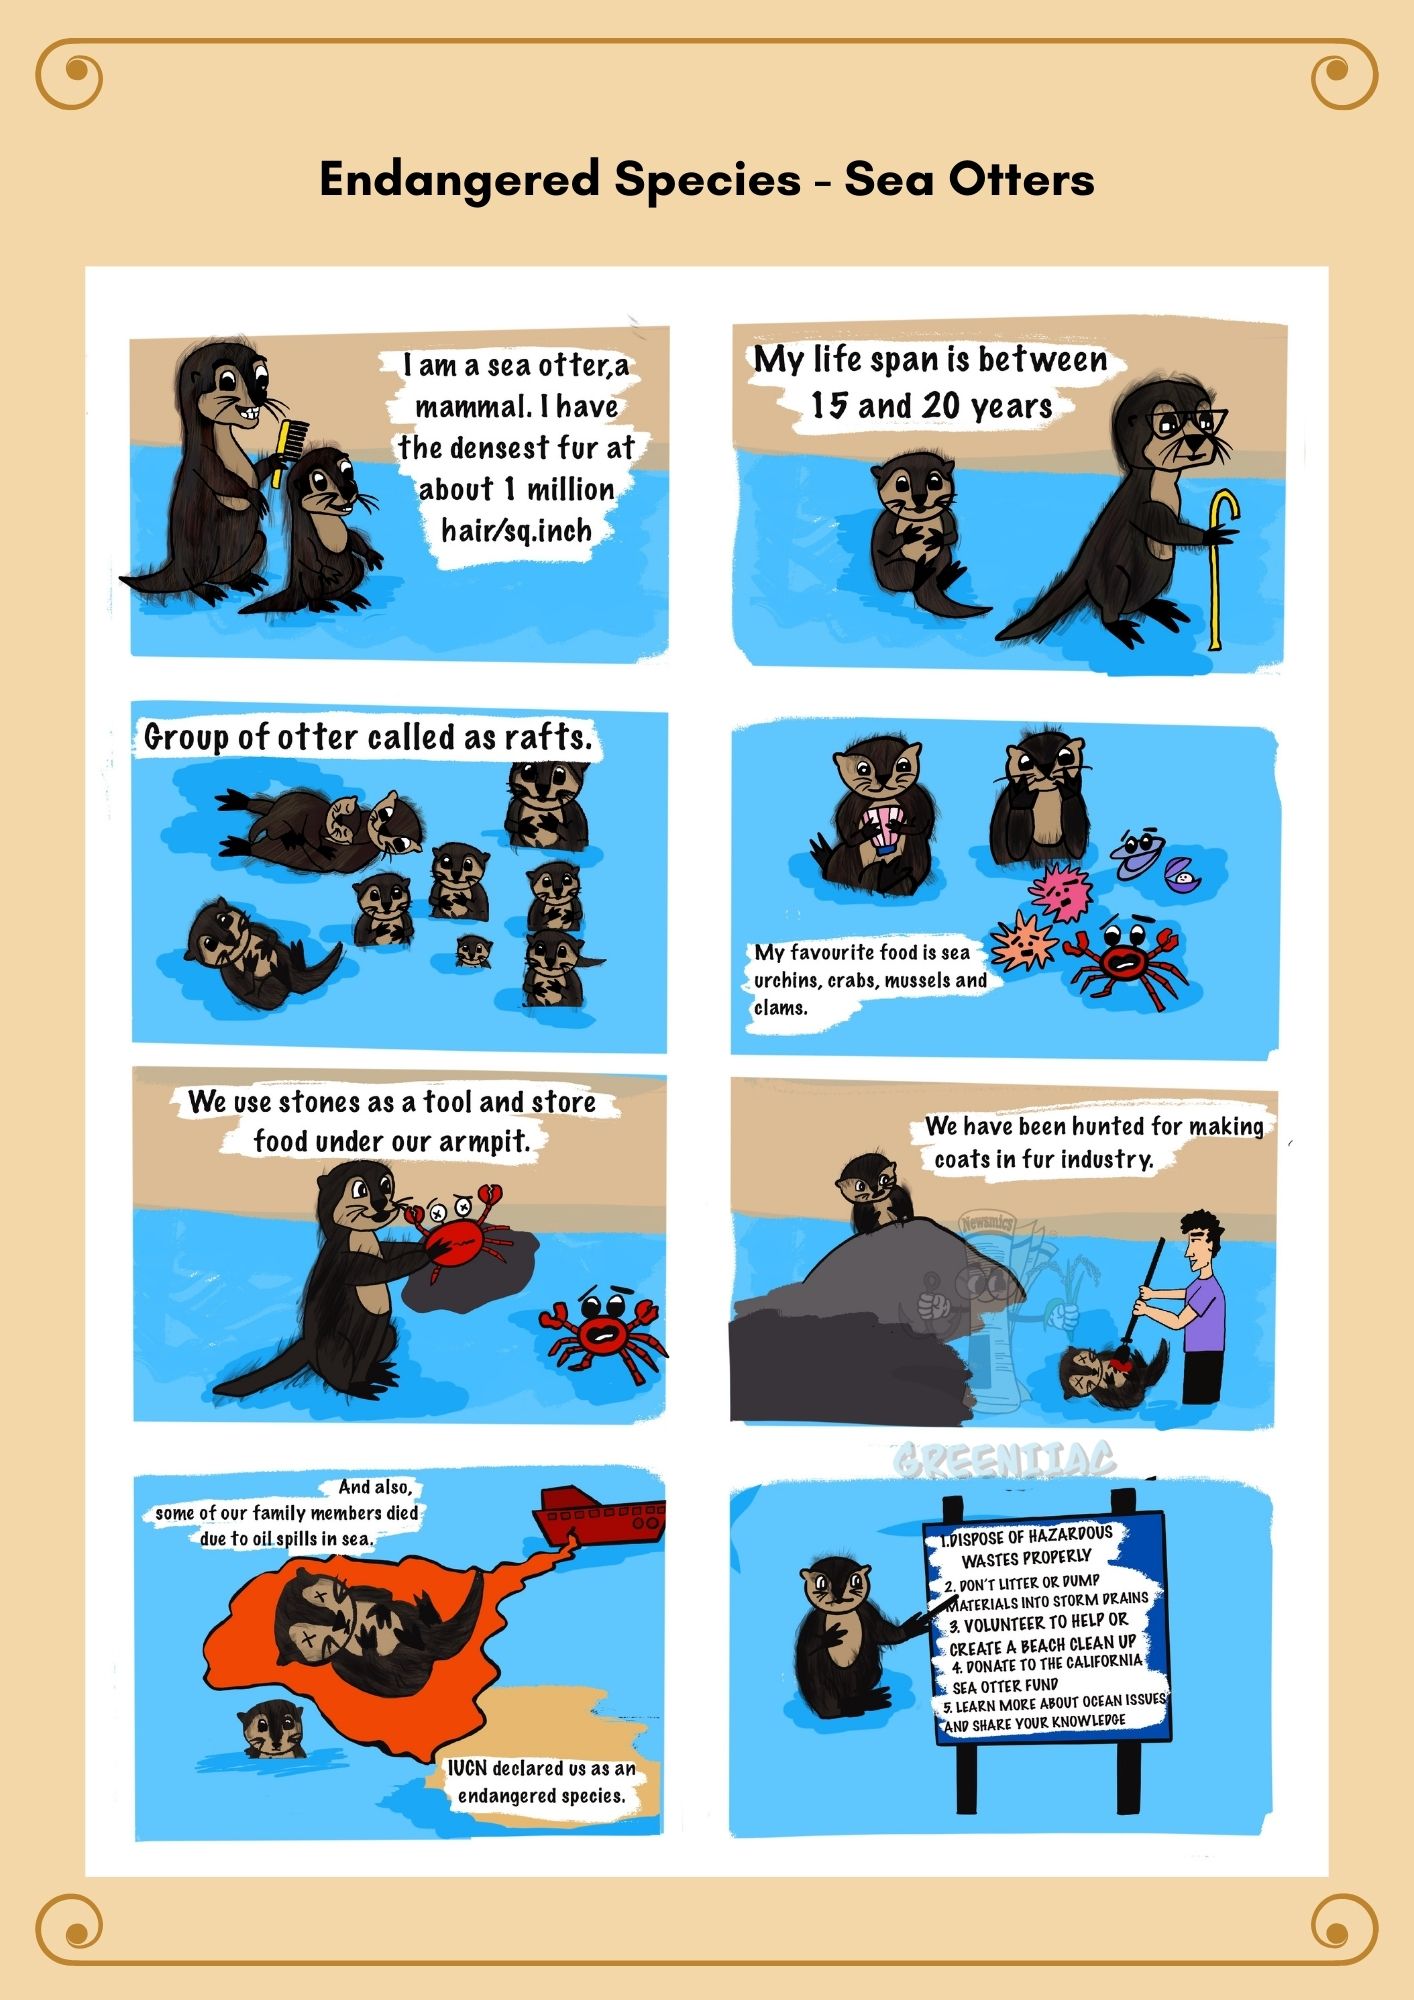 Endangered Species - Sea Otters
I am a sea otter,a
mammal. I have
the densest fur at
about 1 million
hair/sq.inch
My life span is between
15 and 20 years
Group of otter called as rafts.
My favourite food is sea
urchins, crabs, mussels and
clams.
We use stones as a tool and store
food under our armpit.
We have been hunted for making
coats in fur industry.
Newsmics
GREENIIAC
And also,
some of our family members died
due to oil spills in sea.
IUCN declared us as an
endangered species.
1.DISPOSE OF HAZARDOUS
WASTES PROPERLY
2. DON'T LITTER OR DUMP
MATERIALS INTO STORM DRAINS
3. VOLUNTEER TO HELP OR
CREATE A BEACH CLEAN UP
4. DONATE TO THE CALIFORNIA
SEA OTTER FUND
5. LEARN MORE ABOUT OCEAN ISSUES
AND SHARE YOUR KNOWLEDGE